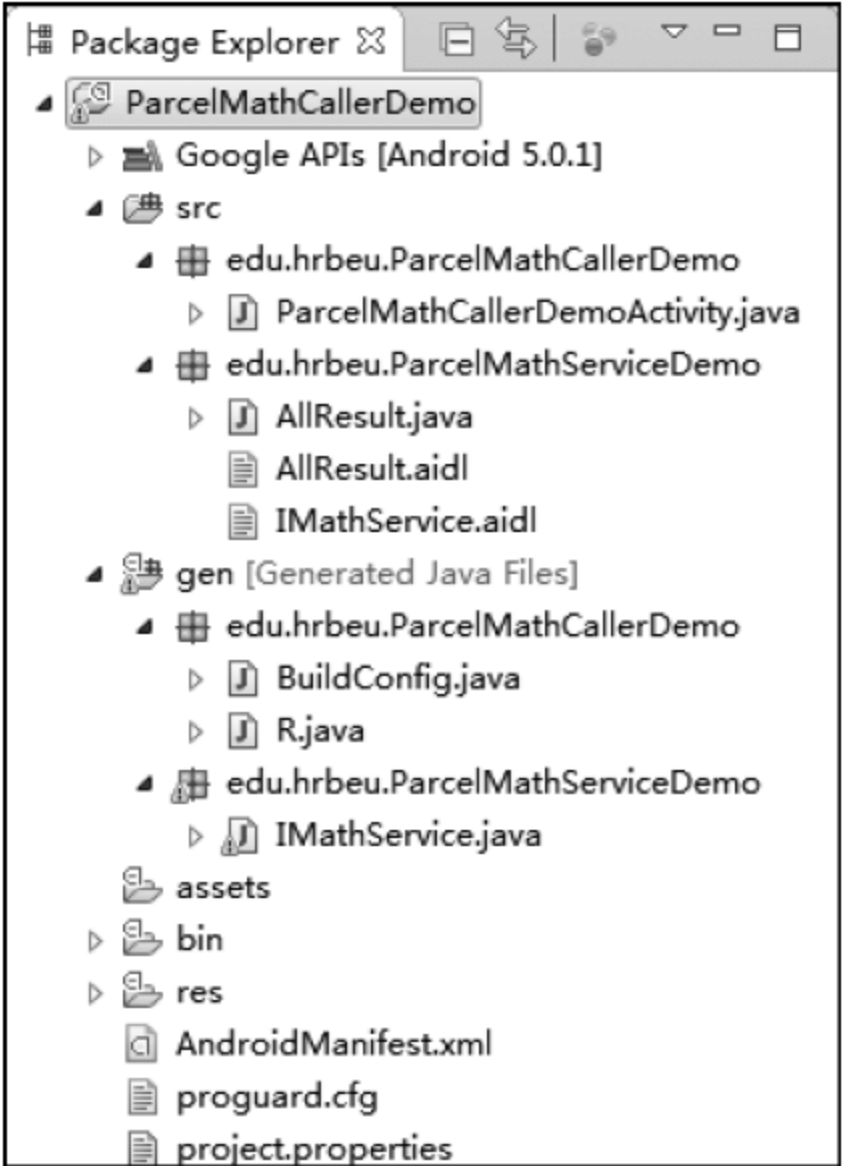 Package Explorer
ParcelMathCallerDemo
Google APIs [Android 5.0.1]
src
edu.hrbeu.ParcelMathCallerDemo
ParcelMathCallerDemoActivity.java
edu.hrbeu.ParcelMathServiceDemo
AllResult.java
AllResult.aidl
IMathService.aidl
gen [Generated Java Files]
edu.hrbeu.ParcelMathCallerDemo
BuildConfig.java
R.java
edu.hrbeu.ParcelMathServiceDemo
IMathService.java
assets
bin
res
AndroidManifest.xml
proguard.cfg
project.properties